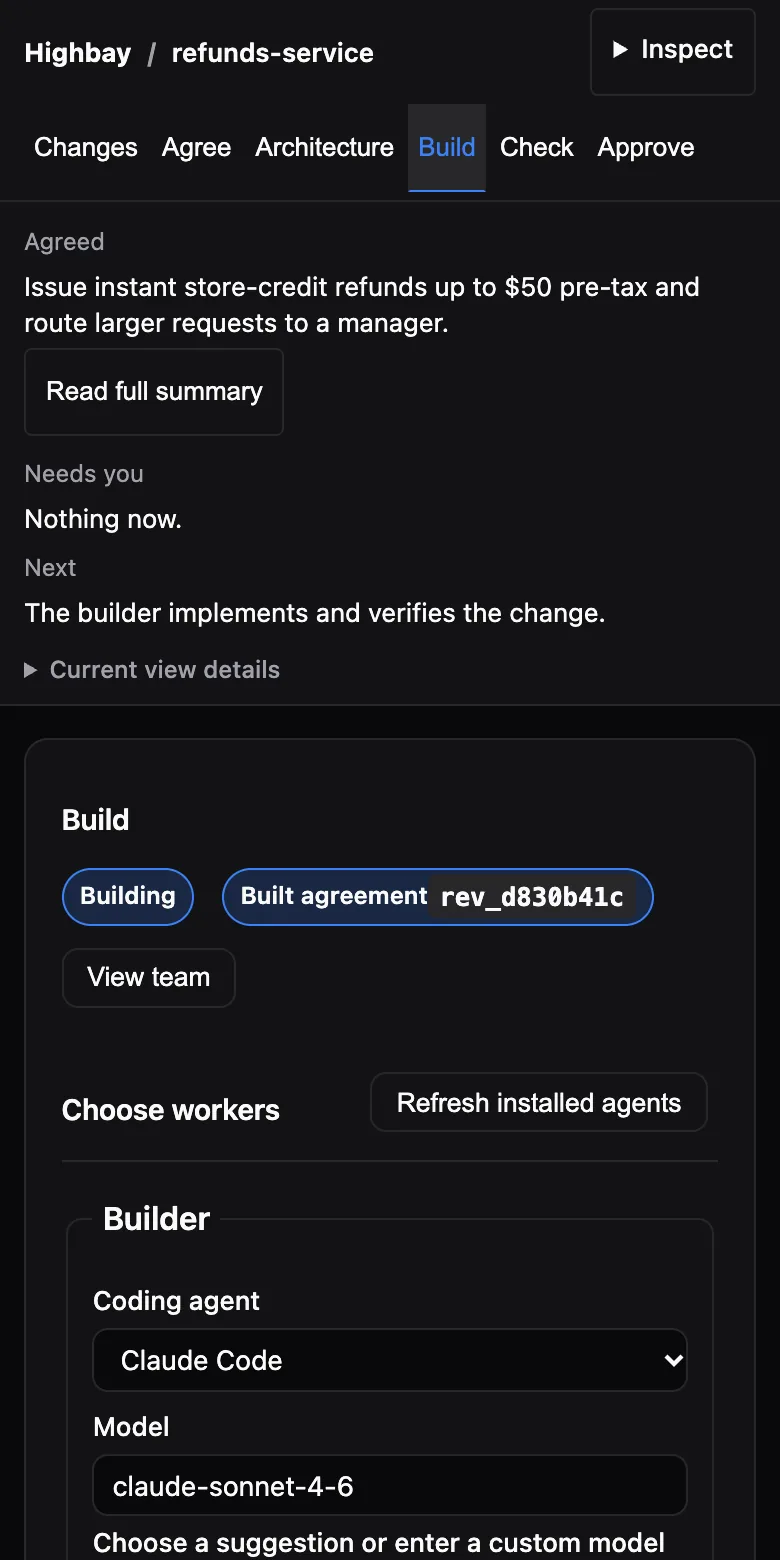 Highbay / refunds-service
▶ Inspect
Changes Agree Architecture Build Check Approve
Agreed
Issue instant store-credit refunds up to $50 pre-tax and
route larger requests to a manager.
Read full summary
Needs you
Nothing now.
Next
The builder implements and verifies the change.
▶ Current view details
Build
Building
Built agreement rev_d830b41c
View team
Choose workers
Refresh installed agents
Builder
Coding agent
Claude Code
Model
claude-sonnet-4-6
Choose a suggestion or enter a custom model